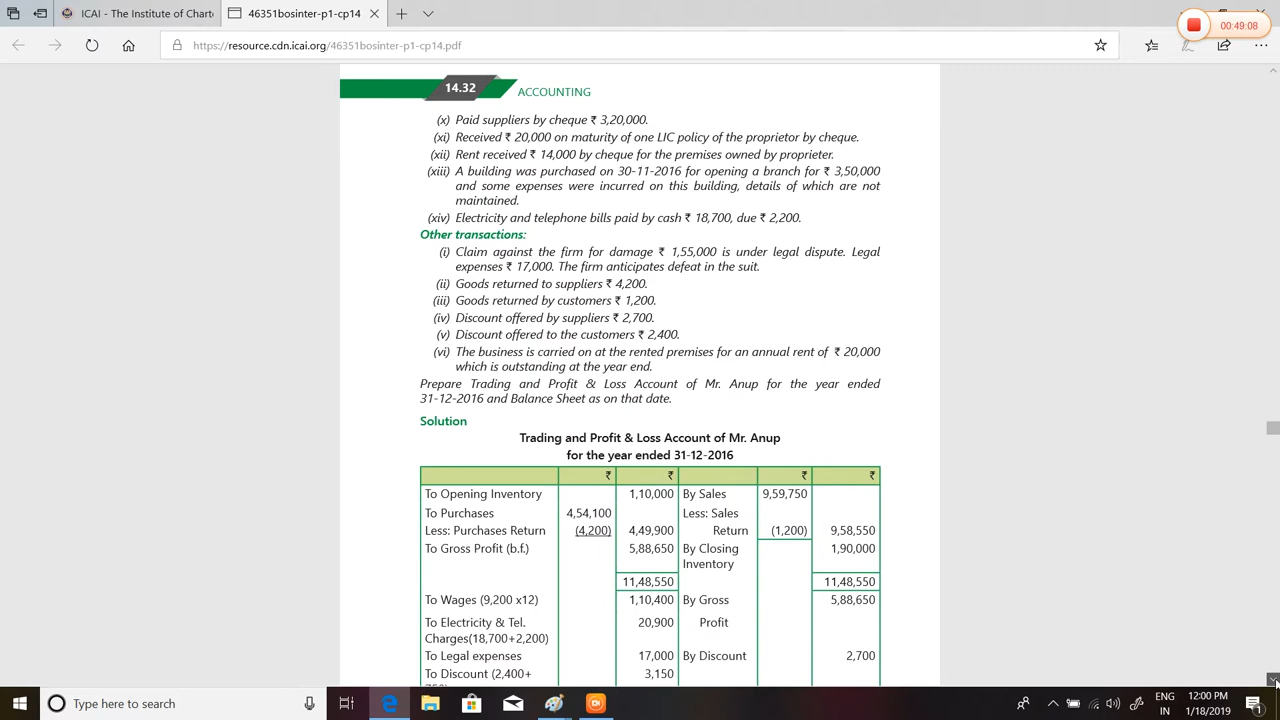 ICAI - The Institute of Chart
46351bosinter-p1-cp14
00:49:08
https://resource.cdn.icai.org/46351bosinter-p1-cp14.pdf
14.32 ACCOUNTING
(x) Paid suppliers by cheque ₹ 3,20,000.
(xi) Received ₹ 20,000 on maturity of one LIC policy of the proprietor by cheque.
(xii) Rent received ₹ 14,000 by cheque for the premises owned by proprieter.
(xiii) A building was purchased on 30-11-2016 for opening a branch for ₹ 3,50,000
and some expenses were incurred on this building, details of which are not
maintained.
(xiv) Electricity and telephone bills paid by cash ₹ 18,700, due ₹ 2,200.
Other transactions:
(i) Claim against the firm for damage ₹ 1,55,000 is under legal dispute. Legal
expenses ₹ 17,000. The firm anticipates defeat in the suit.
(ii) Goods returned to suppliers ₹ 4,200.
(iii) Goods returned by customers ₹ 1,200.
(iv) Discount offered by suppliers ₹ 2,700.
(v) Discount offered to the customers ₹ 2,400.
(vi) The business is carried on at the rented premises for an annual rent of ₹ 20,000
which is outstanding at the year end.
Prepare Trading and Profit & Loss Account of Mr. Anup for the year ended
31-12-2016 and Balance Sheet as on that date.
Solution
Trading and Profit & Loss Account of Mr. Anup
for the year ended 31-12-2016
₹ ₹ ₹ ₹
To Opening Inventory 1,10,000 By Sales 9,59,750
To Purchases 4,54,100 Less: Sales
Less: Purchases Return (4,200) 4,49,900 Return (1,200) 9,58,550
To Gross Profit (b.f.) 5,88,650 By Closing 1,90,000
Inventory
11,48,550 11,48,550
To Wages (9,200 x12) 1,10,400 By Gross 5,88,650
To Electricity & Tel. 20,900 Profit
Charges(18,700+2,200)
To Legal expenses 17,000 By Discount 2,700
To Discount (2,400+ 3,150
Type here to search
ENG 12:00 PM
IN 1/18/2019